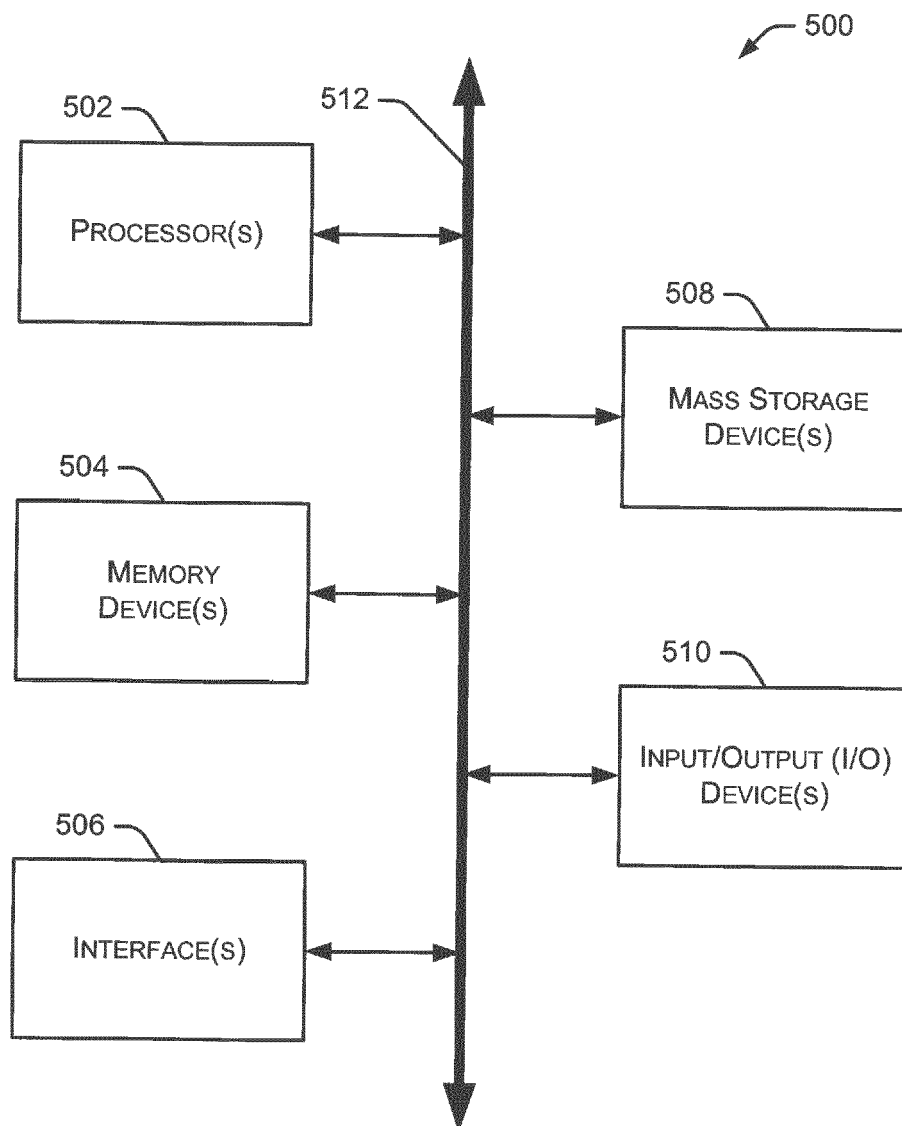 500
512
502
PROCESSOR(S)
508
MASS STORAGE
DEVICE(S)
504
MEMORY
DEVICE(S)
510
INPUT/OUTPUT (I/O)
DEVICE(S)
506
INTERFACE(S)